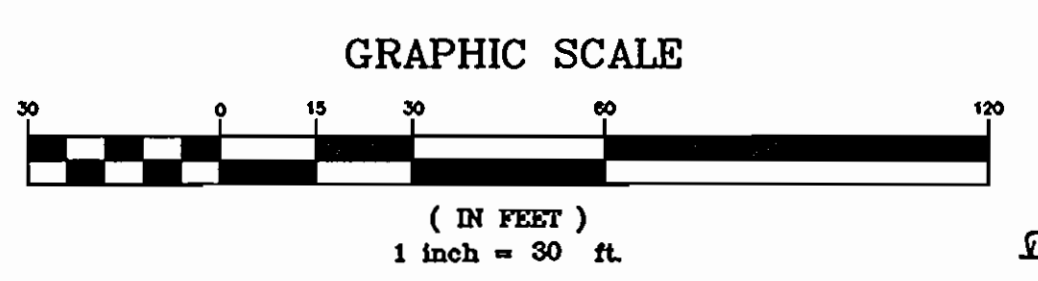 GRAPHIC SCALE
30 0 15 30 60 120
( IN FEET )
1 inch = 30 ft.